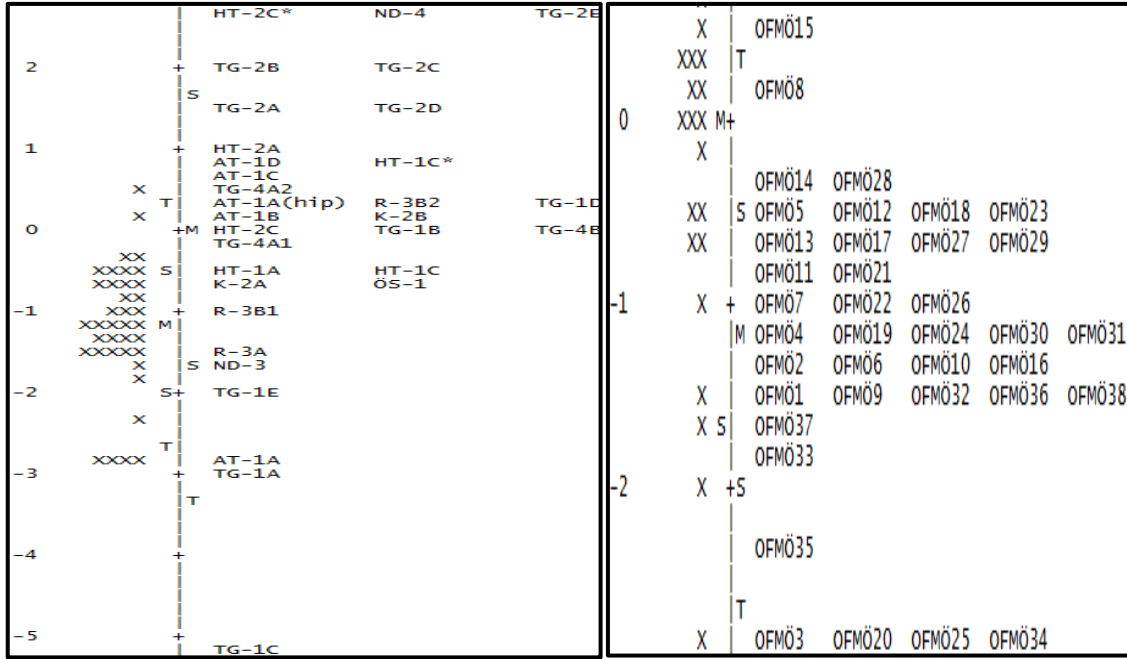 HT-2C* ND-4 TG-2E
2 + TG-2B TG-2C
S
TG-2A TG-2D
1 + HT-2A
AT-1D HT-1C*
AT-1C
X TG-4A2
T AT-1A(hip) R-3B2 TG-1D
X AT-1B K-2B
0 +M HT-2C TG-1B TG-4B
TG-4A1
XX
XXXX S HT-1A HT-1C
XXXX K-2A ÖS-1
XX
-1 XXX + R-3B1
XXXXX M
XXXX
XXXXX R-3A
X S ND-3
X
-2 S+ TG-1E
X
T
XXXX AT-1A
-3 + TG-1A
T
-4 +
-5 +
TG-1C
X OFMÖ15
XXX T
XX OFMÖ8
0 XXX M+
X
OFMÖ14 OFMÖ28
XX S OFMÖ5 OFMÖ12 OFMÖ18 OFMÖ23
XX OFMÖ13 OFMÖ17 OFMÖ27 OFMÖ29
OFMÖ11 OFMÖ21
-1 X + OFMÖ7 OFMÖ22 OFMÖ26
M OFMÖ4 OFMÖ19 OFMÖ24 OFMÖ30 OFMÖ31
OFMÖ2 OFMÖ6 OFMÖ10 OFMÖ16
X OFMÖ1 OFMÖ9 OFMÖ32 OFMÖ36 OFMÖ38
X S OFMÖ37
OFMÖ33
-2 X +S
OFMÖ35
T
X OFMÖ3 OFMÖ20 OFMÖ25 OFMÖ34